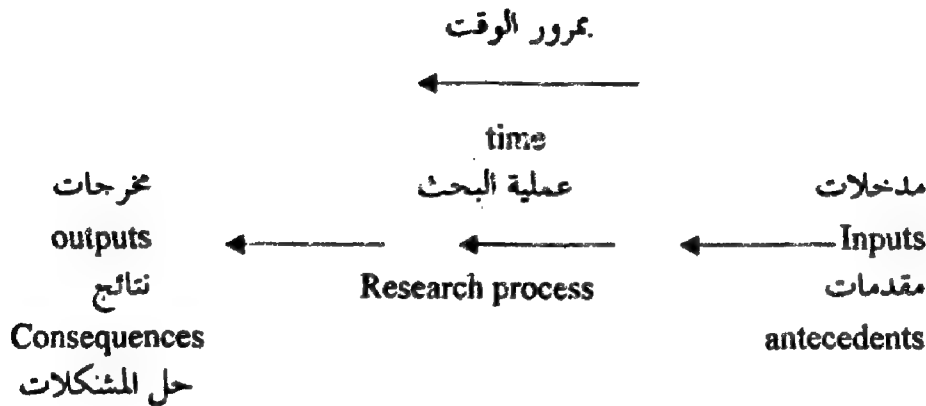 بمرور الوقت
time
مدخلات عملية البحث مخرجات
Inputs outputs
مقدمات Research process نتائج
antecedents Consequences
حل المشكلات